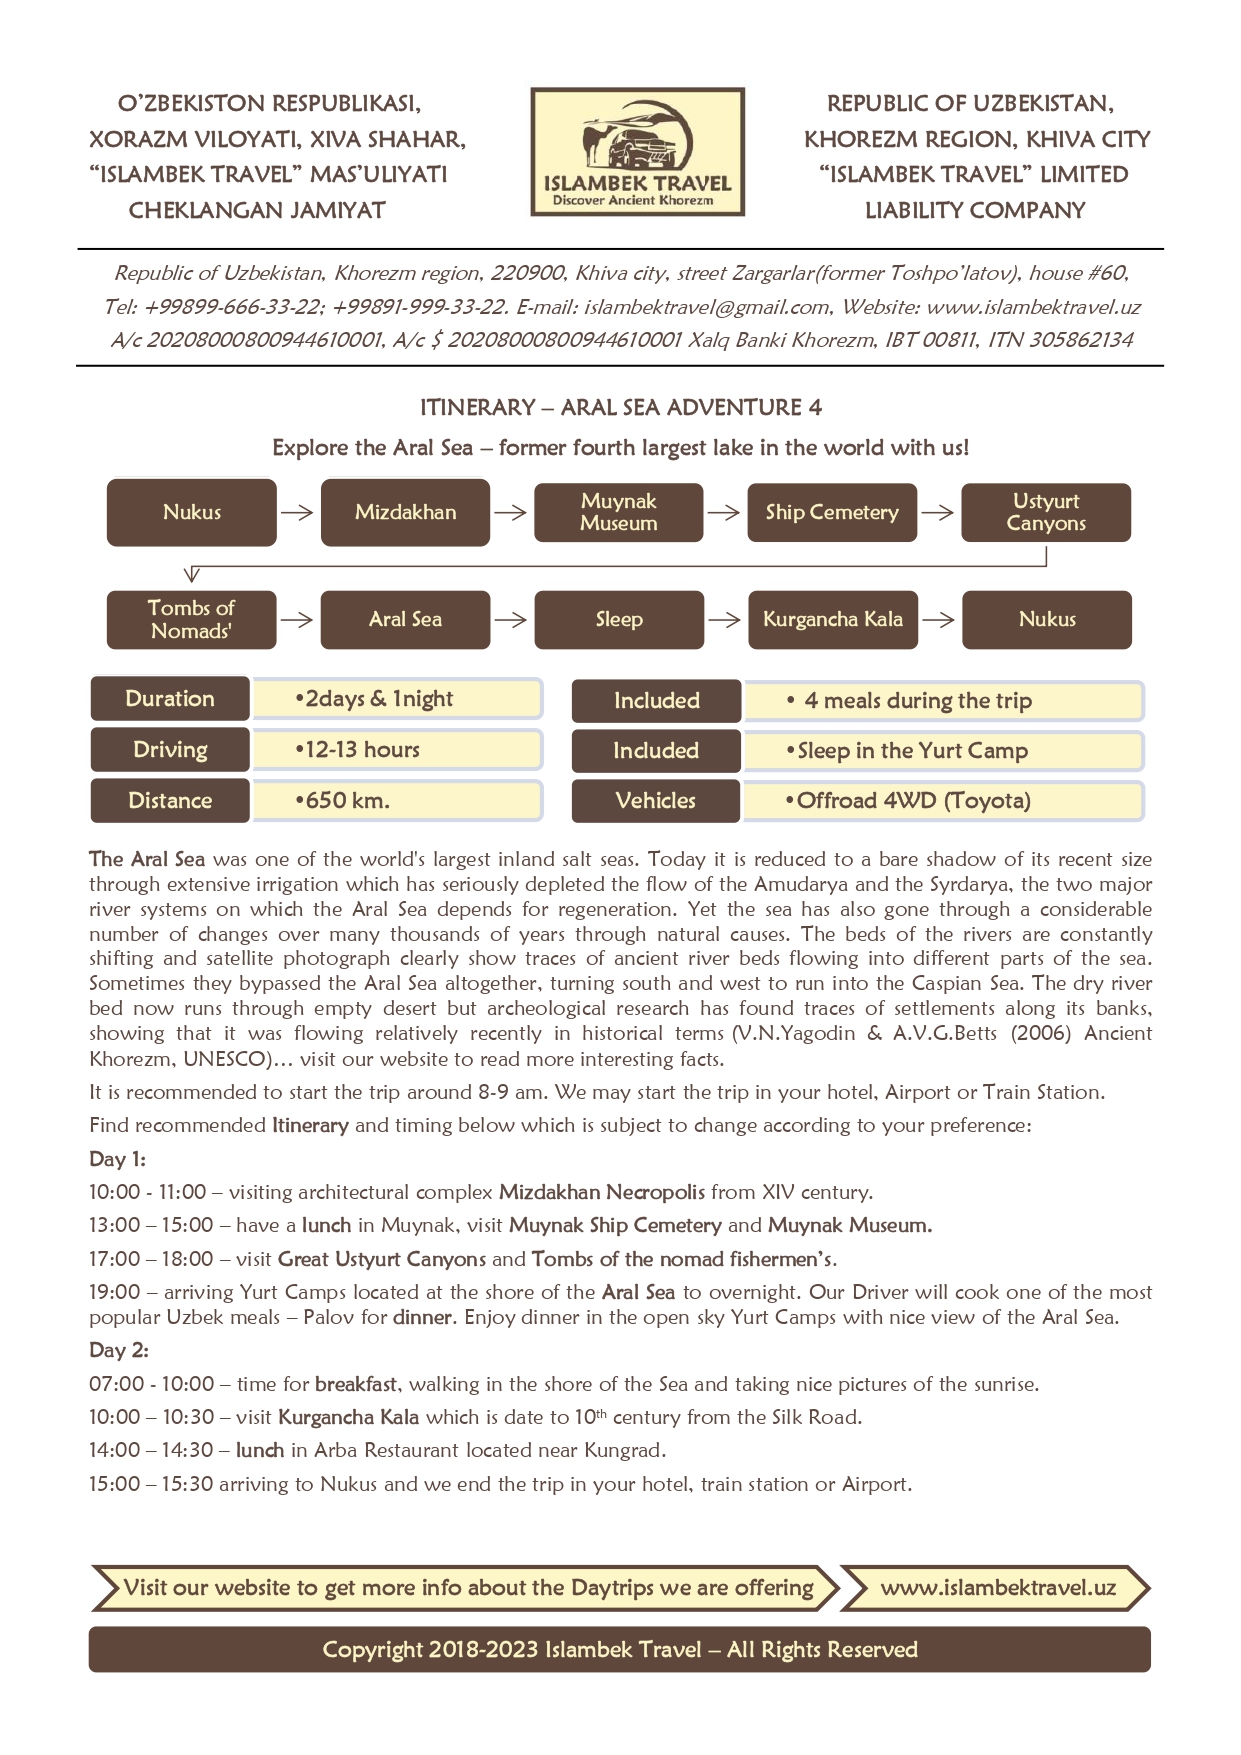 O’ZBEKISTON RESPUBLIKASI,
XORAZM VILOYATI, XIVA SHAHAR,
“ISLAMBEK TRAVEL” MAS’ULIYATI
CHEKLANGAN JAMIYAT
ISLAMBEK TRAVEL
Discover Ancient Khorezm
REPUBLIC OF UZBEKISTAN,
KHOREZM REGION, KHIVA CITY
“ISLAMBEK TRAVEL” LIMITED
LIABILITY COMPANY
Republic of Uzbekistan, Khorezm region, 220900, Khiva city, street Zargarlar(former Toshpo’latov), house #60,
Tel: +99899-666-33-22; +99891-999-33-22. E-mail: islambektravel@gmail.com, Website: www.islambektravel.uz
A/c 20208000800944610001, A/c $ 20208000800944610001 Xalq Banki Khorezm, IBT 00811, ITN 305862134
ITINERARY – ARAL SEA ADVENTURE 4
Explore the Aral Sea – former fourth largest lake in the world with us!
Nukus
Mizdakhan
Muynak
Museum
Ship Cemetery
Ustyurt
Canyons
Tombs of
Nomads'
Aral Sea
Sleep
Kurgancha Kala
Nukus
Duration
•2days & 1night
Driving
•12-13 hours
Distance
•650 km.
Included
• 4 meals during the trip
Included
•Sleep in the Yurt Camp
Vehicles
•Offroad 4WD (Toyota)
The Aral Sea was one of the world's largest inland salt seas. Today it is reduced to a bare shadow of its recent size
through extensive irrigation which has seriously depleted the flow of the Amudarya and the Syrdarya, the two major
river systems on which the Aral Sea depends for regeneration. Yet the sea has also gone through a considerable
number of changes over many thousands of years through natural causes. The beds of the rivers are constantly
shifting and satellite photograph clearly show traces of ancient river beds flowing into different parts of the sea.
Sometimes they bypassed the Aral Sea altogether, turning south and west to run into the Caspian Sea. The dry river
bed now runs through empty desert but archeological research has found traces of settlements along its banks,
showing that it was flowing relatively recently in historical terms (V.N.Yagodin & A.V.G.Betts (2006) Ancient
Khorezm, UNESCO)… visit our website to read more interesting facts.
It is recommended to start the trip around 8-9 am. We may start the trip in your hotel, Airport or Train Station.
Find recommended Itinerary and timing below which is subject to change according to your preference:
Day 1:
10:00 - 11:00 – visiting architectural complex Mizdakhan Necropolis from XIV century.
13:00 – 15:00 – have a lunch in Muynak, visit Muynak Ship Cemetery and Muynak Museum.
17:00 – 18:00 – visit Great Ustyurt Canyons and Tombs of the nomad fishermen’s.
19:00 – arriving Yurt Camps located at the shore of the Aral Sea to overnight. Our Driver will cook one of the most
popular Uzbek meals – Palov for dinner. Enjoy dinner in the open sky Yurt Camps with nice view of the Aral Sea.
Day 2:
07:00 - 10:00 – time for breakfast, walking in the shore of the Sea and taking nice pictures of the sunrise.
10:00 – 10:30 – visit Kurgancha Kala which is date to 10th century from the Silk Road.
14:00 – 14:30 – lunch in Arba Restaurant located near Kungrad.
15:00 – 15:30 arriving to Nukus and we end the trip in your hotel, train station or Airport.
Visit our website to get more info about the Daytrips we are offering
www.islambektravel.uz
Copyright 2018-2023 Islambek Travel – All Rights Reserved